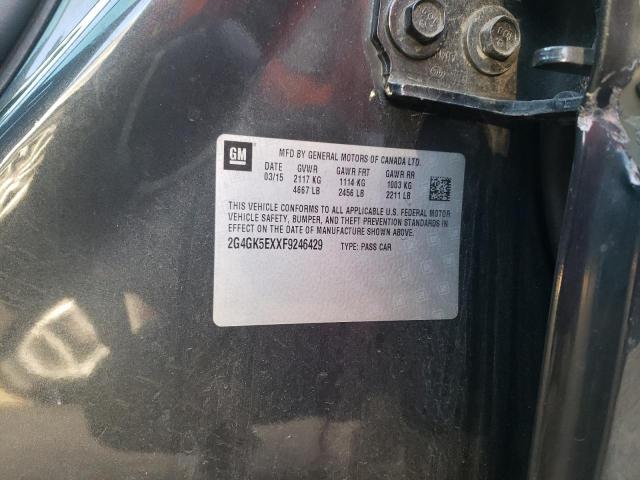 GM
MFD BY GENERAL MOTORS OF CANADA LTD.
DATE GVWR GAWR FRT GAWR RR
03/15 2117 KG 1114 KG 1003 KG
4667 LB 2456 LB 2211 LB
THIS VEHICLE CONFORMS TO ALL APPLICABLE U.S. FEDERAL MOTOR
VEHICLE SAFETY, BUMPER, AND THEFT PREVENTION STANDARDS IN
EFFECT ON THE DATE OF MANUFACTURE SHOWN ABOVE.
2G4GK5EXXF9246429 TYPE: PASS CAR